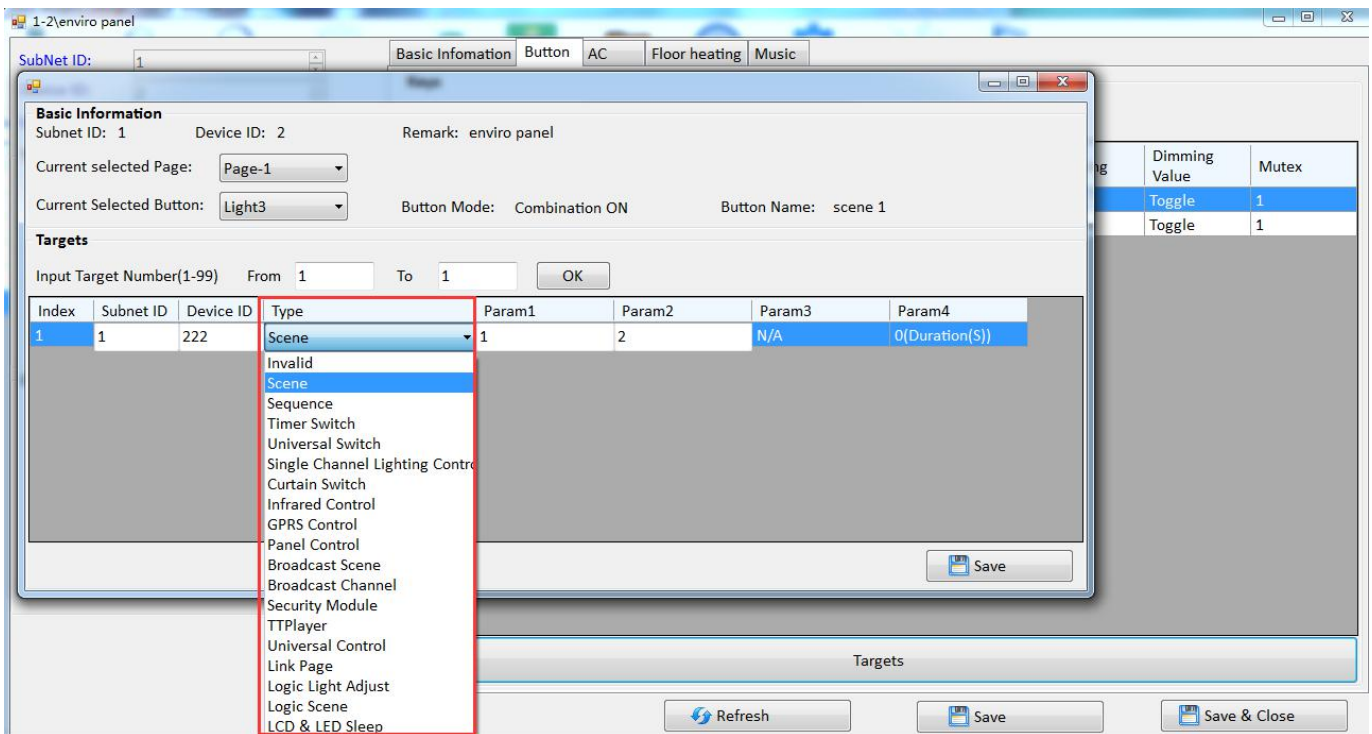 1-2\enviro panel
SubNet ID: 1
Basic Infomation Button AC Floor heating Music
Basic Information
Subnet ID: 1 Device ID: 2 Remark: enviro panel
Current selected Page: Page-1
Dimming Value Mutex
Current Selected Button: Light3 Button Mode: Combination ON Button Name: scene 1
Toggle 1
Toggle 1
Targets
Input Target Number(1-99) From 1 To 1 OK
Index Subnet ID Device ID Type Param1 Param2 Param3 Param4
1 1 222 Scene 1 2 N/A 0(Duration(S))
Invalid
Scene
Sequence
Timer Switch
Universal Switch
Single Channel Lighting Contro
Curtain Switch
Infrared Control
GPRS Control
Panel Control
Broadcast Scene
Save
Broadcast Channel
Security Module
TTPlayer
Universal Control
Link Page
Targets
Logic Light Adjust
Logic Scene
LCD & LED Sleep
Refresh Save Save & Close